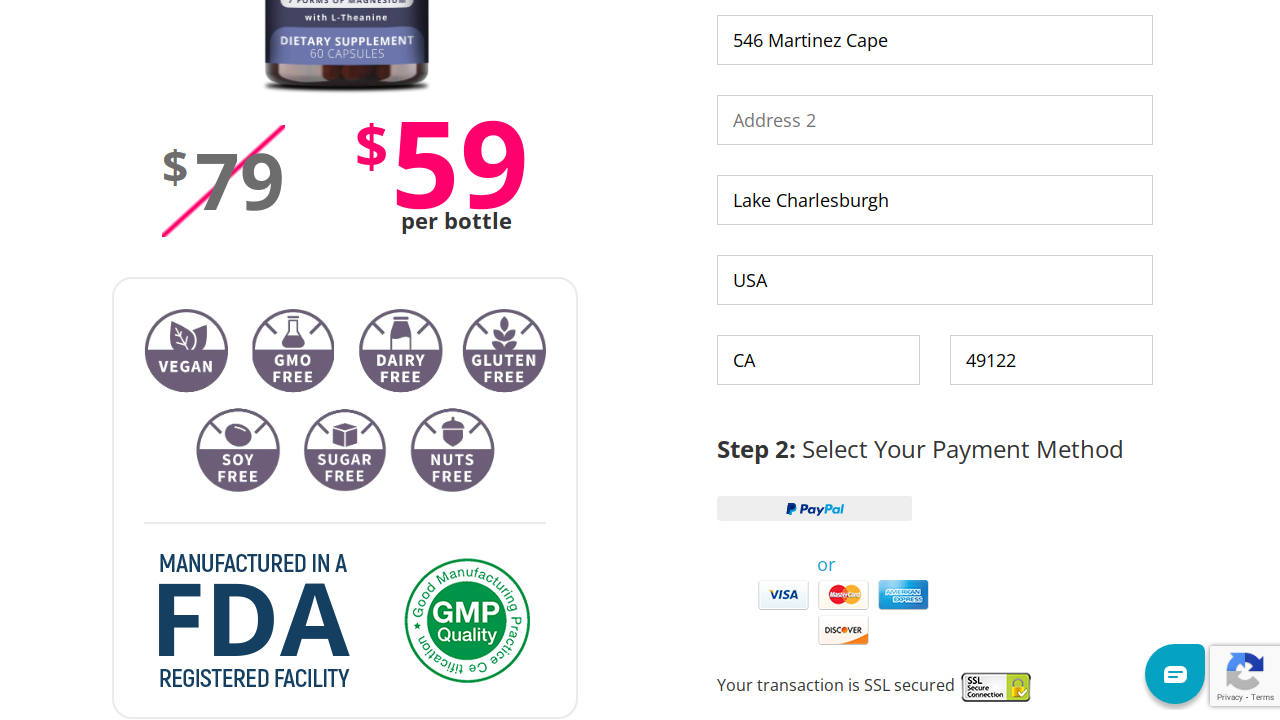 7 FORMS OF MAGNESIUM
with L-Theanine
DIETARY SUPPLEMENT
60 CAPSULES
$79
$59
per bottle
VEGAN
GMO FREE
DAIRY FREE
GLUTEN FREE
SOY FREE
SUGAR FREE
NUTS FREE
MANUFACTURED IN A
FDA
REGISTERED FACILITY
Good Manufacturing Practice Ce tification
GMP
Quality
546 Martinez Cape
Address 2
Lake Charlesburgh
USA
CA
49122
Step 2: Select Your Payment Method
PayPal
or
VISA
MasterCard
AMERICAN EXPRESS
DISCOVER
Your transaction is SSL secured
SSL
Secure
Connection
Privacy - Terms